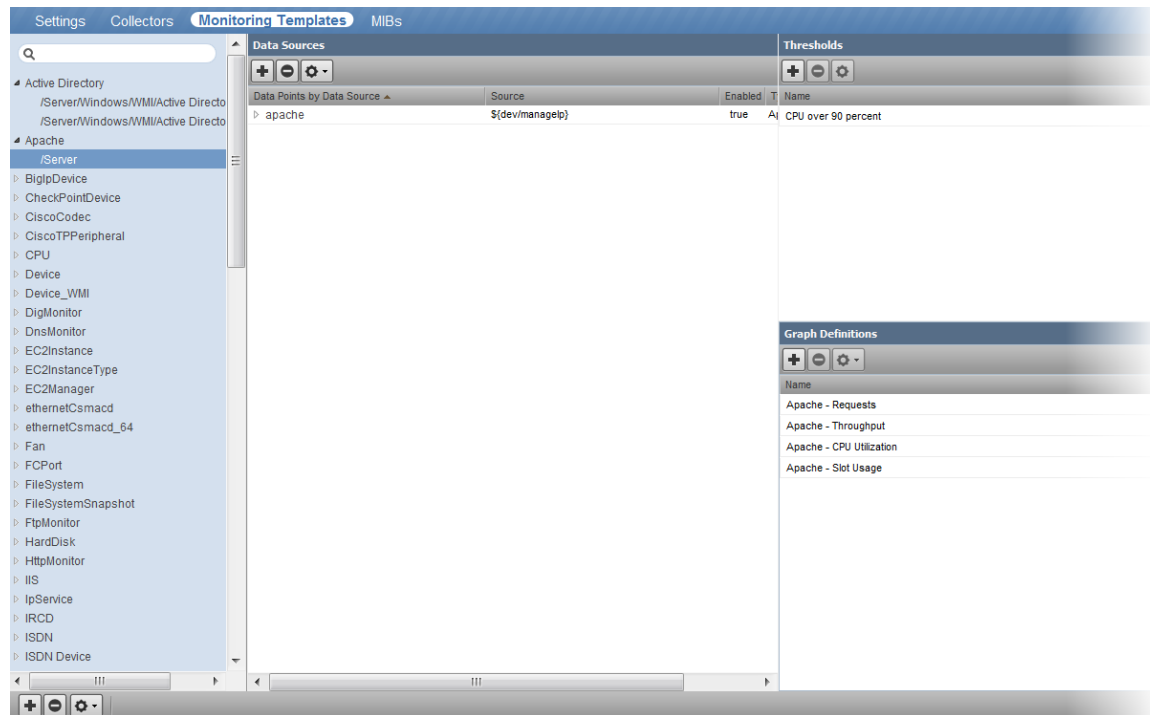 Settings Collectors Monitoring Templates MIBs
Data Sources
Thresholds
Active Directory
/Server/Windows/WMI/Active Directo
/Server/Windows/WMI/Active Directo
Apache
/Server
BigIpDevice
CheckPointDevice
CiscoCodec
CiscoTPPeripheral
CPU
Device
Device_WMI
DigMonitor
DnsMonitor
EC2Instance
EC2InstanceType
EC2Manager
ethernetCsmacd
ethernetCsmacd_64
Fan
FCPort
FileSystem
FileSystemSnapshot
FtpMonitor
HardDisk
HttpMonitor
IIS
IpService
IRCD
ISDN
ISDN Device
Data Points by Data Source Source Enabled T
apache ${dev/manageIp} true A
Name
CPU over 90 percent
Graph Definitions
Name
Apache - Requests
Apache - Throughput
Apache - CPU Utilization
Apache - Slot Usage